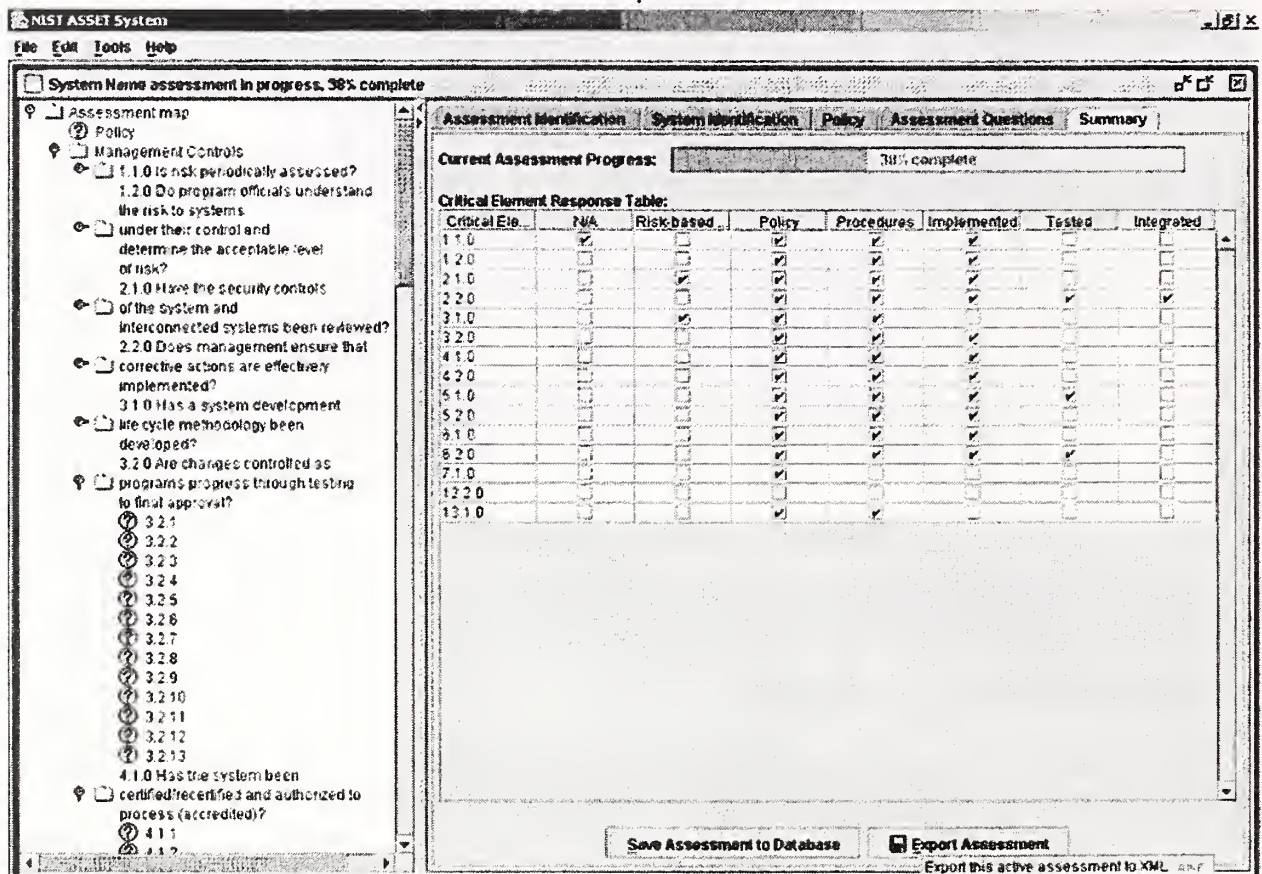 NIST ASSET System
File Edit Tools Help
System Name assessment in progress, 38% complete
Assessment map
Policy
Management Controls
1.1.0 Is risk periodically assessed?
1.2.0 Do program officials understand
the risk to systems
under their control and
determine the acceptable level
of risk?
2.1.0 Have the security controls
of the system and
interconnected systems been reviewed?
2.2.0 Does management ensure that
corrective actions are effectively
implemented?
3.1.0 Has a system development
life cycle methodology been
developed?
3.2.0 Are changes controlled as
programs progress through testing
to final approval?
3.2.1
3.2.2
3.2.3
3.2.4
3.2.5
3.2.6
3.2.7
3.2.8
3.2.9
3.2.10
3.2.11
3.2.12
3.2.13
4.1.0 Has the system been
certified/recertified and authorized to
process (accredited)?
4.1.1
4.1.2
Assessment Identification System Identification Policy Assessment Questions Summary
Current Assessment Progress: 38% complete
Critical Element Response Table:
Critical Ele... N/A Risk-based ... Policy Procedures Implemented Tested Integrated
1.1.0
1.2.0
2.1.0
2.2.0
3.1.0
3.2.0
4.1.0
4.2.0
5.1.0
5.2.0
6.1.0
6.2.0
7.1.0
12.2.0
13.1.0
Save Assessment to Database Export Assessment
Export this active assessment to XML